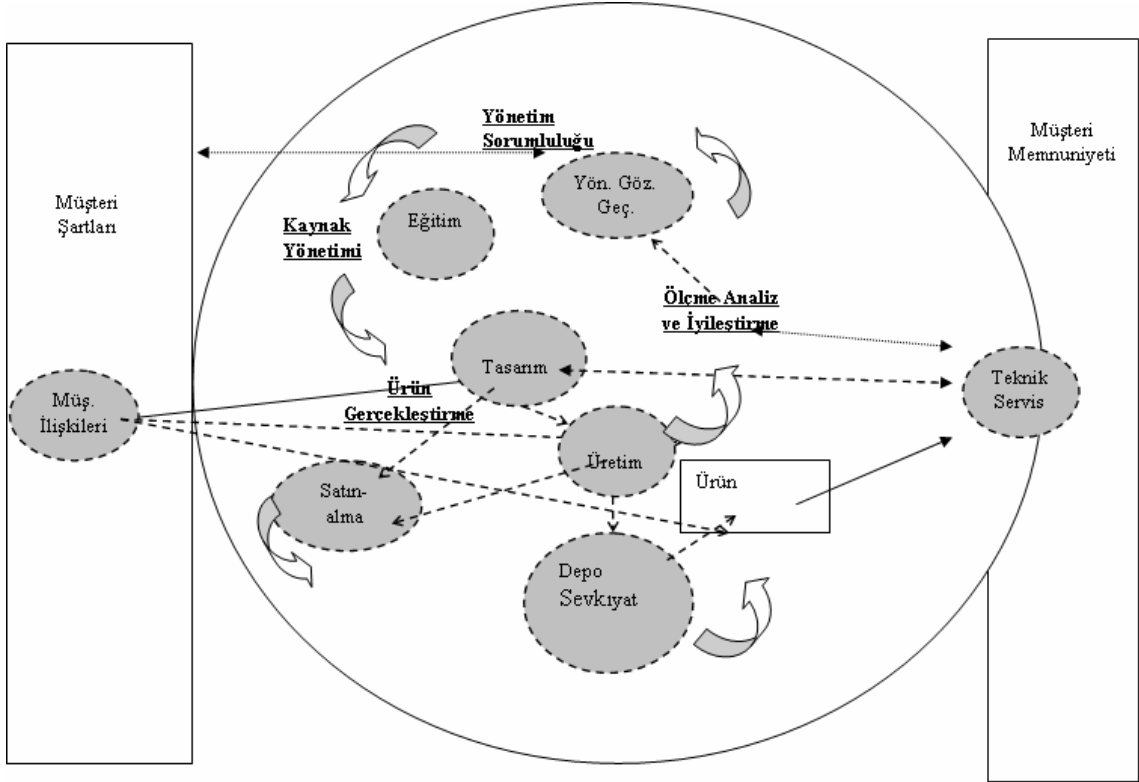 Yönetim
Sorumluluğu
Müşteri
Memnuniyeti
Müşteri
Şartları
Yön. Göz.
Geç.
Eğitim
Kaynak
Yönetimi
Ölçme Analiz
ve İyileştirme
Tasarım
Ürün
Gerçekleştirme
Teknik
Servis
Müş.
İlişkileri
Üretim
Ürün
Satın-
alma
Depo
Sevkıyat